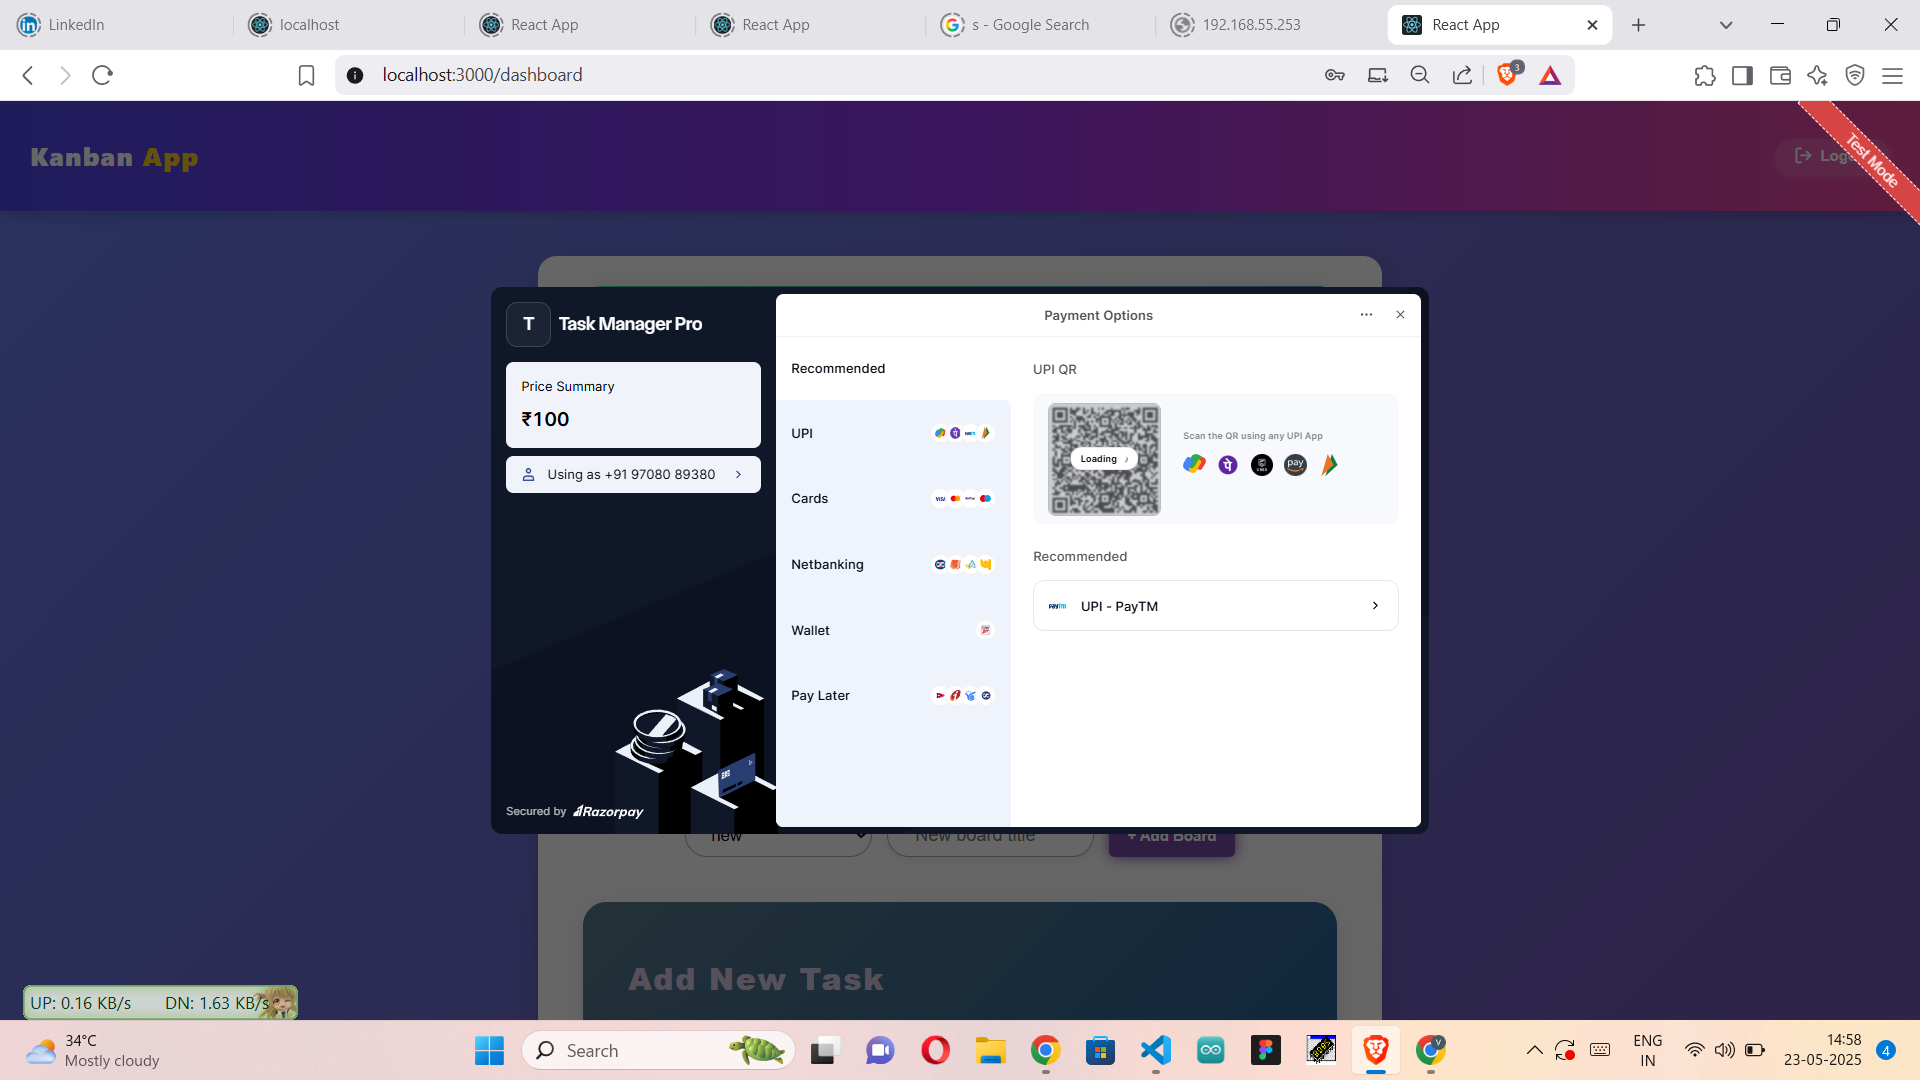 LinkedIn
localhost
React App
React App
s - Google Search
192.168.55.253
React App
localhost:3000/dashboard
3
Kanban App
Test Mode
T
Task Manager Pro
Price Summary
₹100
Using as +91 97080 89380
Secured by Razorpay
Payment Options
Recommended
UPI
Cards
VISA
Netbanking
Wallet
Pay Later
UPI QR
Loading
Scan the QR using any UPI App
pay
Recommended
paytm
UPI - PayTM
new
New board title
+ Add Board
Add New Task
UP: 0.16 KB/s DN: 1.63 KB/s
34°C
Mostly cloudy
Search
ENG
IN
14:58
23-05-2025
4